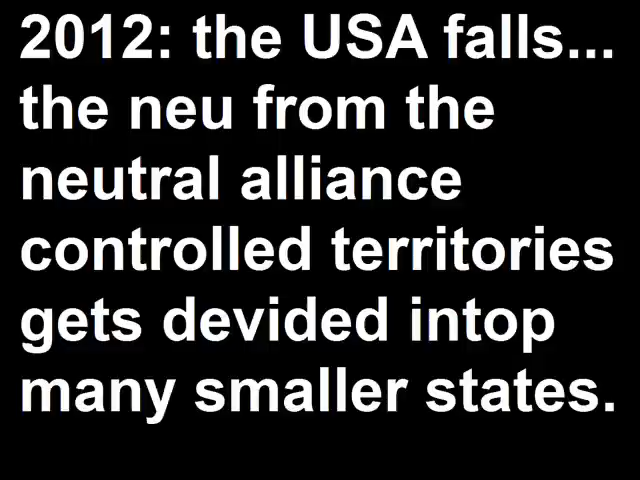 2012: the USA falls...
the neu from the
neutral alliance
controlled territories
gets devided intop
many smaller states.